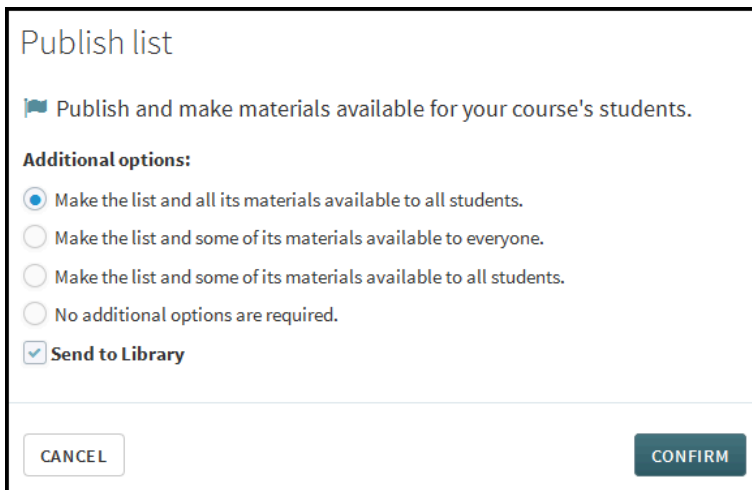 Publish list
Publish and make materials available for your course's students.
Additional options:
Make the list and all its materials available to all students.
Make the list and some of its materials available to everyone.
Make the list and some of its materials available to all students.
No additional options are required.
Send to Library
CANCEL
CONFIRM